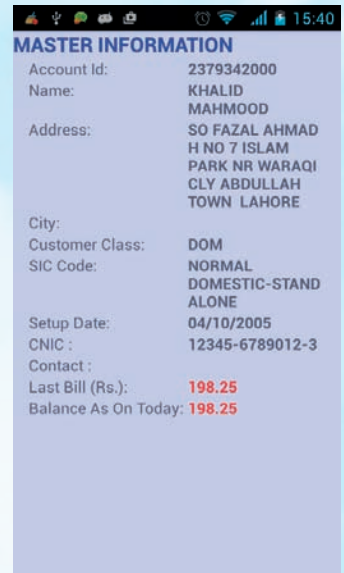 15:40
MASTER INFORMATION
Account Id: 2379342000
Name: KHALID
MAHMOOD
Address: SO FAZAL AHMAD
H NO 7 ISLAM
PARK NR WARAQI
CLY ABDULLAH
TOWN LAHORE
City:
Customer Class: DOM
SIC Code: NORMAL
DOMESTIC-STAND
ALONE
Setup Date: 04/10/2005
CNIC : 12345-6789012-3
Contact :
Last Bill (Rs.): 198.25
Balance As On Today: 198.25